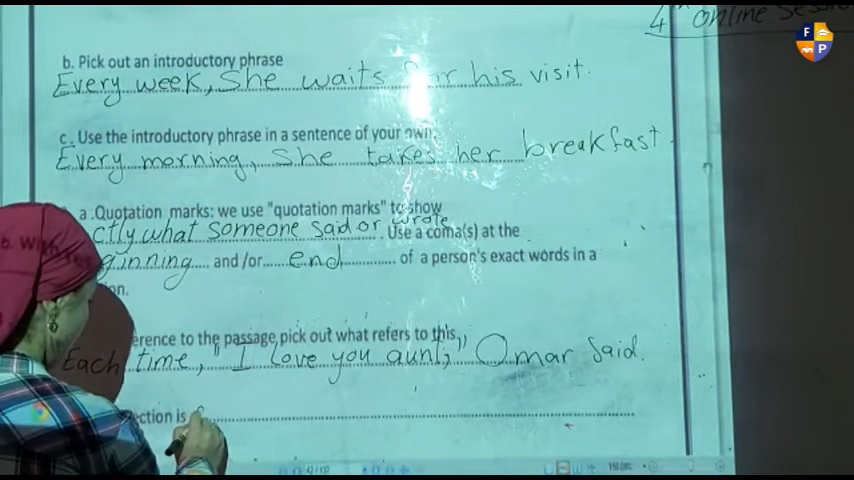 4th online Session
F
P
b. Pick out an introductory phrase
Every week, She waits for his visit.
c. Use the introductory phrase in a sentence of your own.
Every morning, She takes her breakfast.
a .Quotation marks: we use "quotation marks" to show
ctly what someone said or wrote. Use a coma(s) at the
ginning and /or end of a person's exact words in a
on.
erence to the passage, pick out what refers to this.
Each time, "I love you aunt," Omar Said.
ection is
150.00%